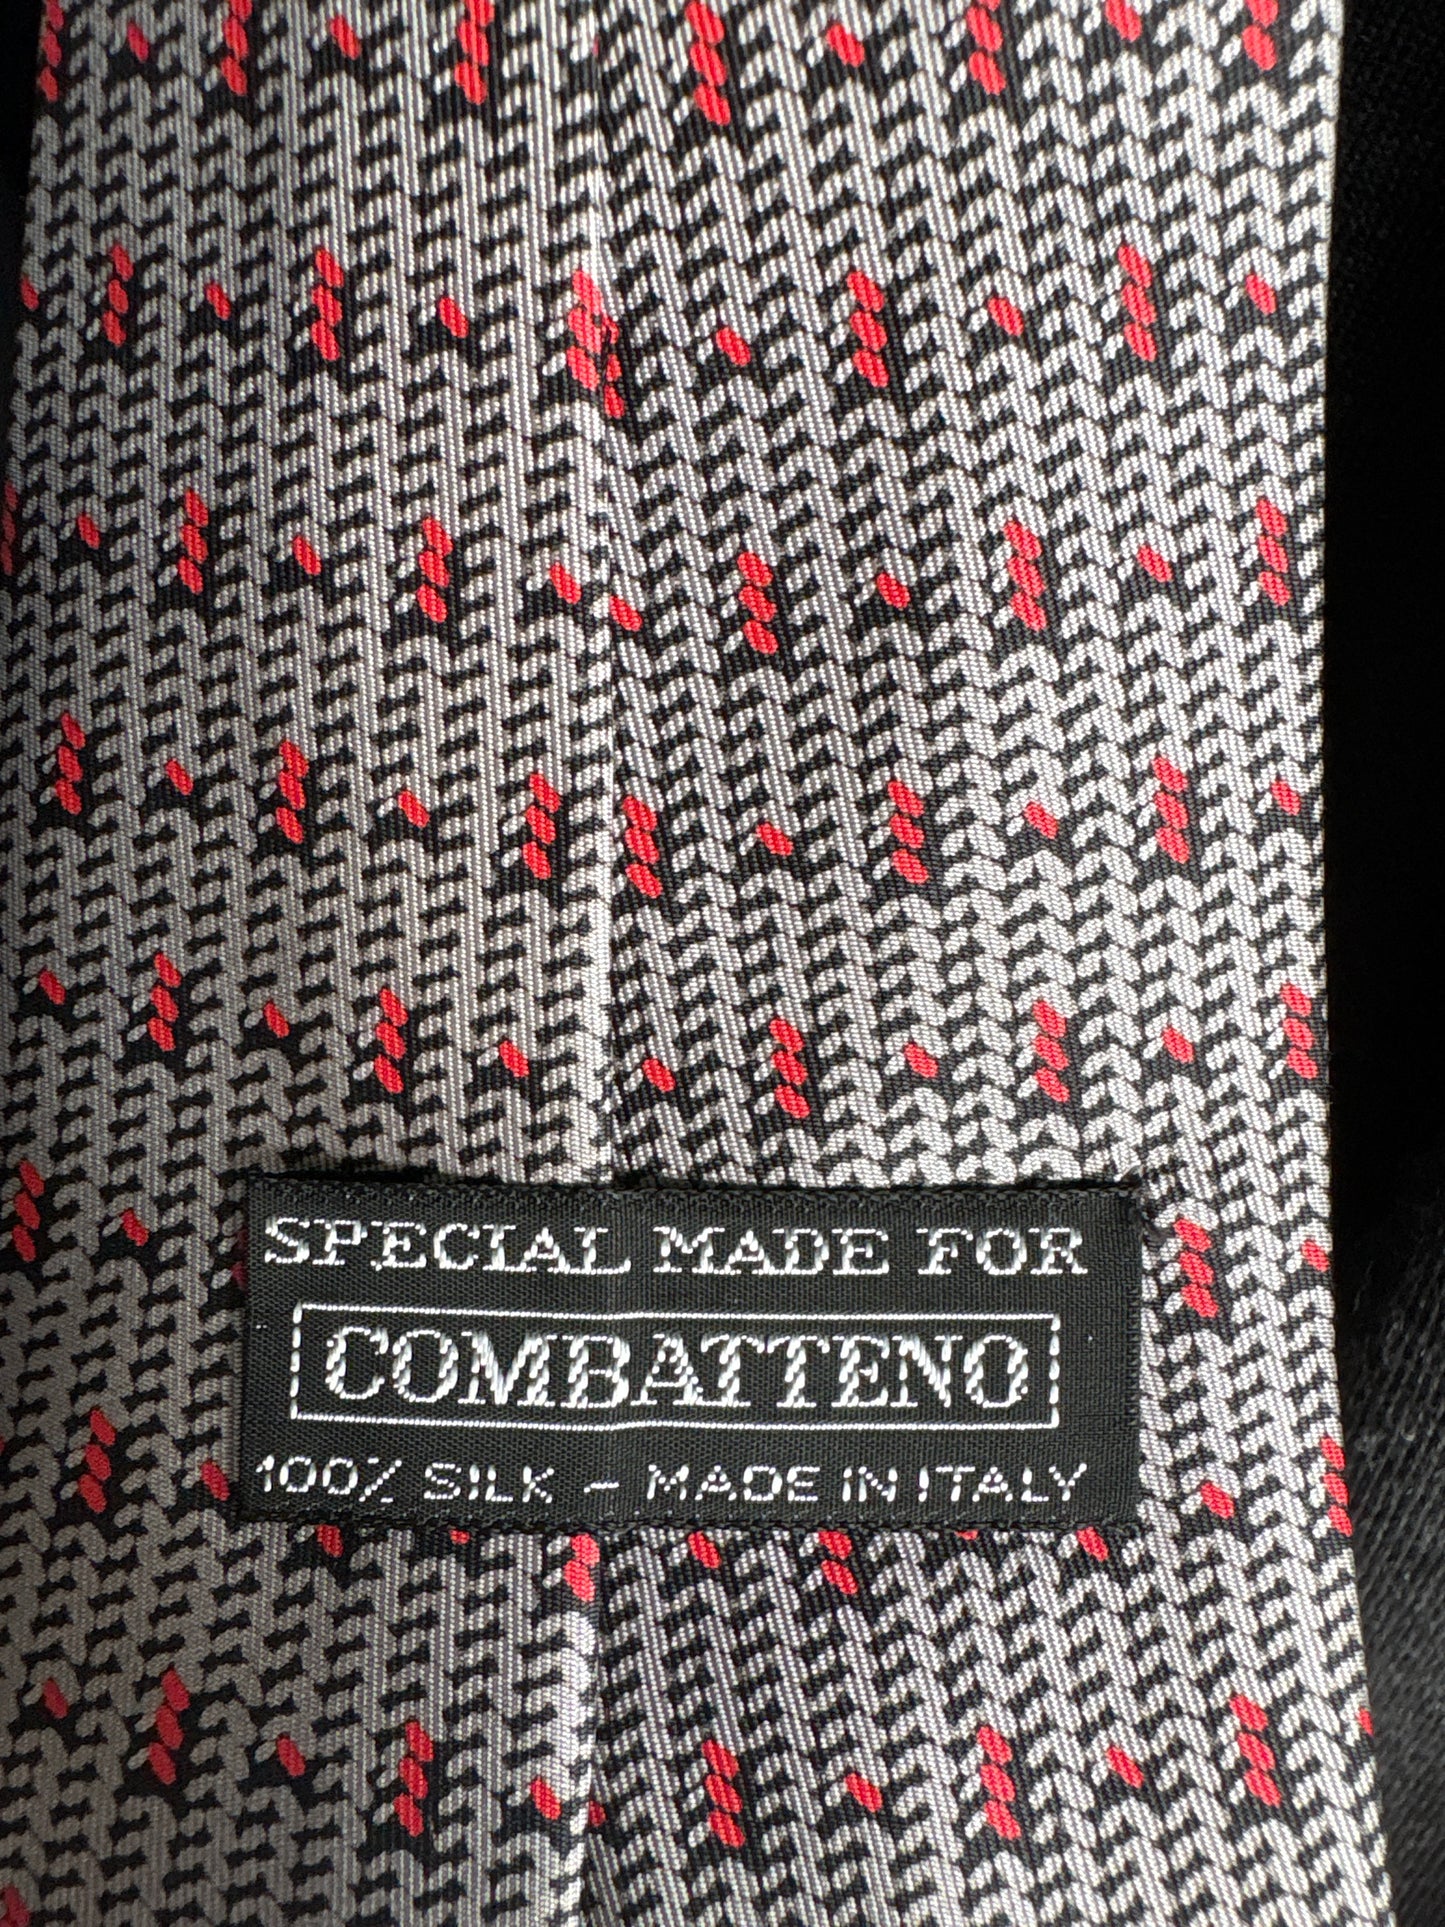 SPECIAL MADE FOR
COMBATTENO
100% SILK – MADE IN ITALY